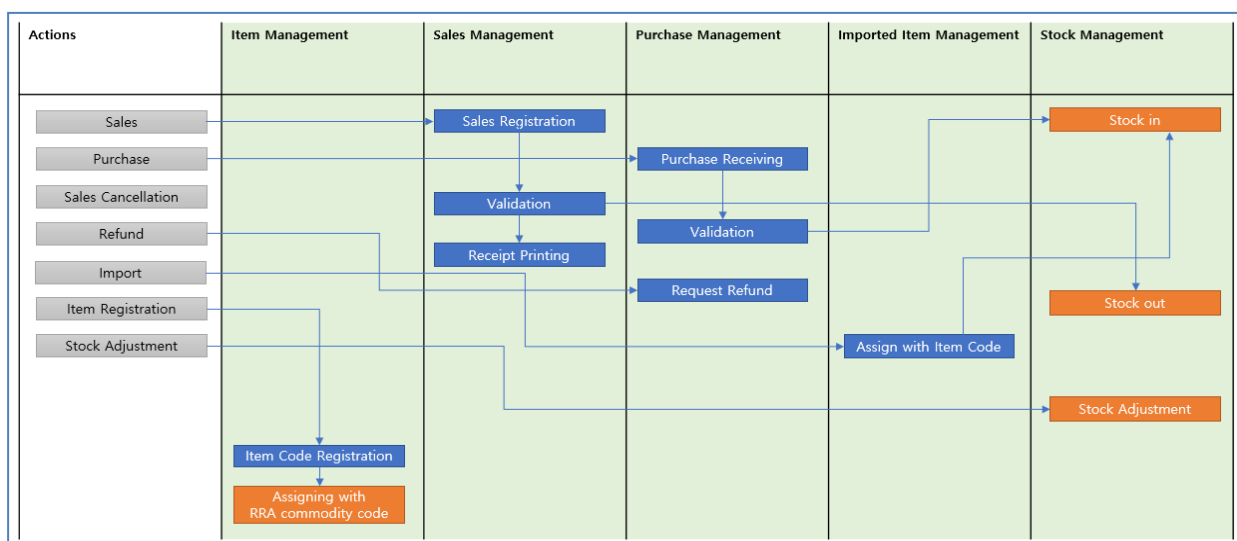 Actions
Item Management
Sales Management
Purchase Management
Imported Item Management
Stock Management
Sales
Sales Registration
Stock in
Purchase
Purchase Receiving
Sales Cancellation
Validation
Refund
Validation
Receipt Printing
Import
Request Refund
Item Registration
Stock out
Stock Adjustment
Assign with Item Code
Stock Adjustment
Item Code Registration
Assigning with
RRA commodity code